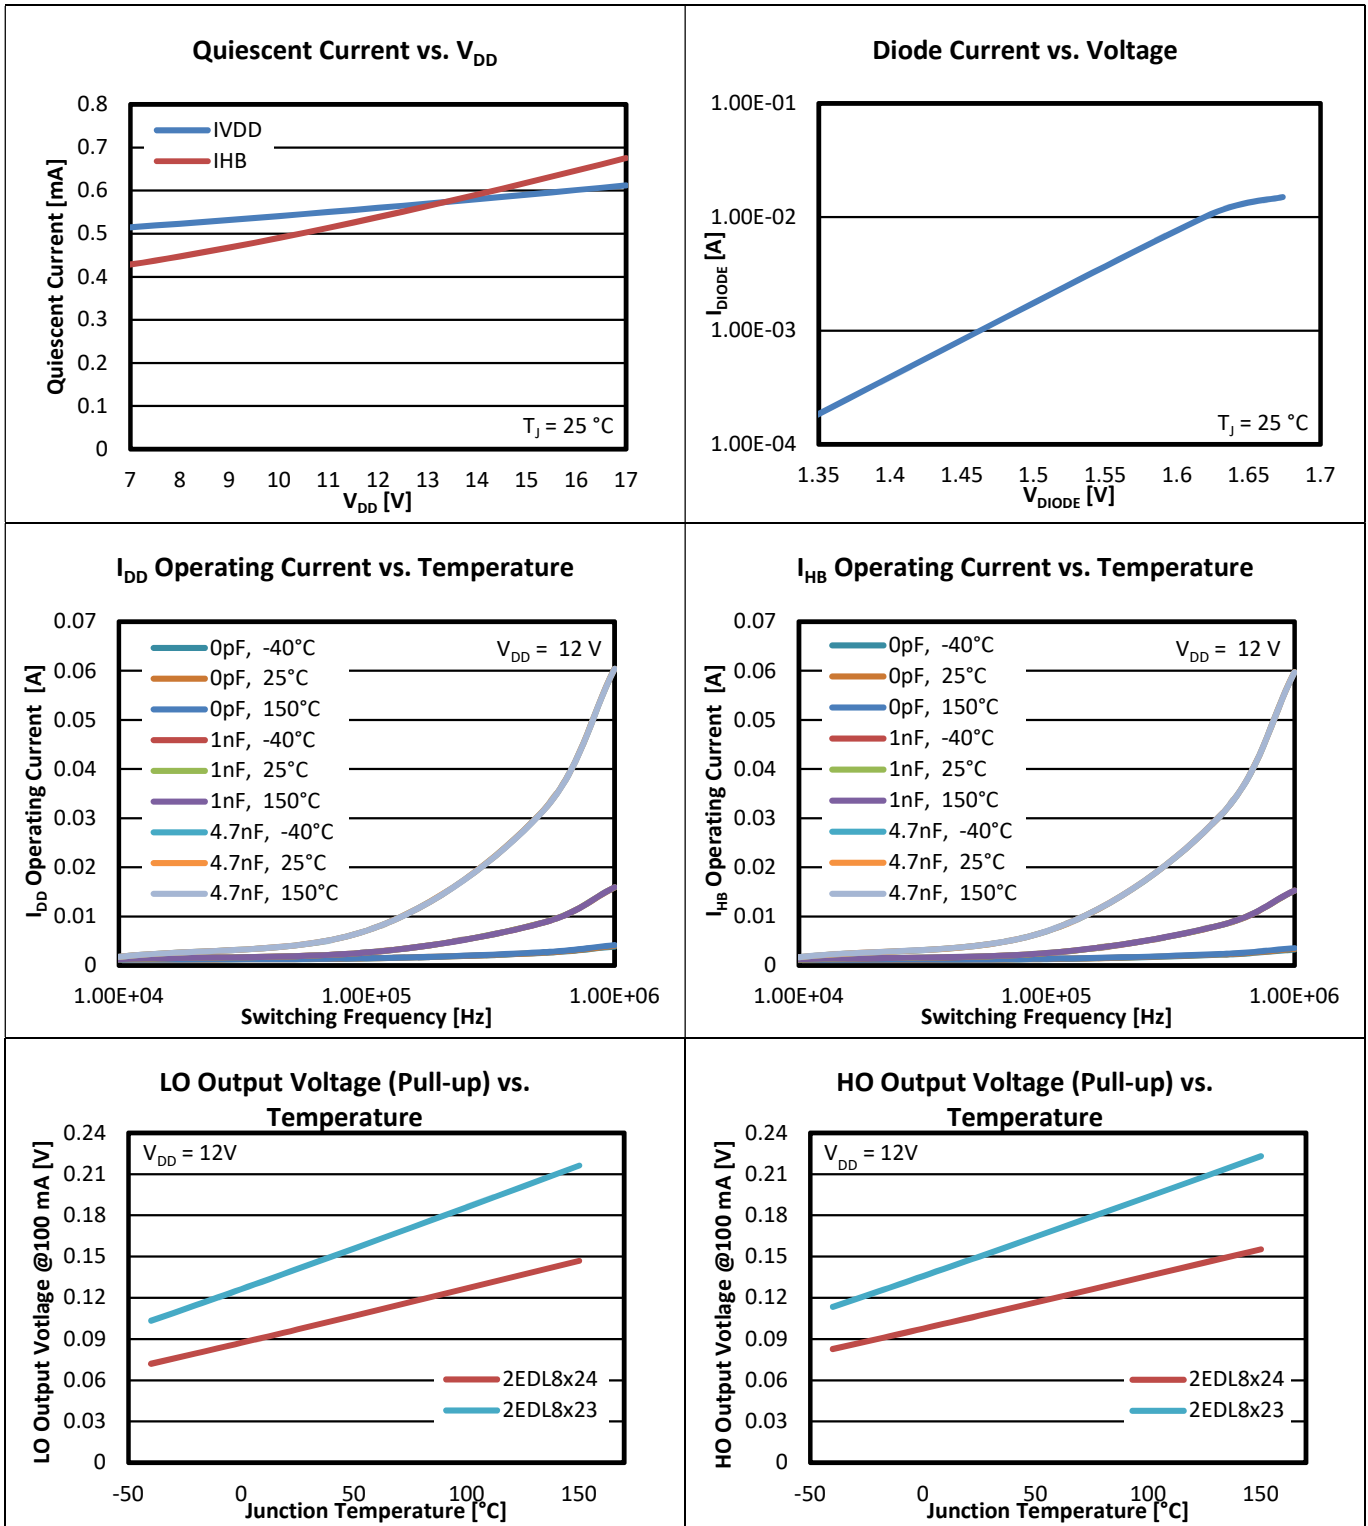 Quiescent Current vs. VDD
Quiescent Current [mA]
0.8
0.7
0.6
0.5
0.4
0.3
0.2
0.1
0
IVDD
IHB
TJ = 25 °C
7 8 9 10 11 12 13 14 15 16 17
VDD [V]
Diode Current vs. Voltage
IDIODE [A]
1.00E-01
1.00E-02
1.00E-03
1.00E-04
TJ = 25 °C
1.35 1.4 1.45 1.5 1.55 1.6 1.65 1.7
VDIODE [V]
IDD Operating Current vs. Temperature
IDD Operating Current [A]
0.07
0.06
0.05
0.04
0.03
0.02
0.01
0
0pF, -40°C
0pF, 25°C
0pF, 150°C
1nF, -40°C
1nF, 25°C
1nF, 150°C
4.7nF, -40°C
4.7nF, 25°C
4.7nF, 150°C
VDD = 12 V
1.00E+04 1.00E+05 1.00E+06
Switching Frequency [Hz]
IHB Operating Current vs. Temperature
IHB Operating Current [A]
0.07
0.06
0.05
0.04
0.03
0.02
0.01
0
0pF, -40°C
0pF, 25°C
0pF, 150°C
1nF, -40°C
1nF, 25°C
1nF, 150°C
4.7nF, -40°C
4.7nF, 25°C
4.7nF, 150°C
VDD = 12 V
1.00E+04 1.00E+05 1.00E+06
Switching Frequency [Hz]
LO Output Voltage (Pull-up) vs.
Temperature
LO Output Votlage @100 mA [V]
0.24
0.21
0.18
0.15
0.12
0.09
0.06
0.03
0
VDD = 12V
2EDL8x24
2EDL8x23
-50 0 50 100 150
Junction Temperature [°C]
HO Output Voltage (Pull-up) vs.
Temperature
HO Output Votlage @100 mA [V]
0.24
0.21
0.18
0.15
0.12
0.09
0.06
0.03
0
VDD = 12V
2EDL8x24
2EDL8x23
-50 0 50 100 150
Junction Temperature [°C]